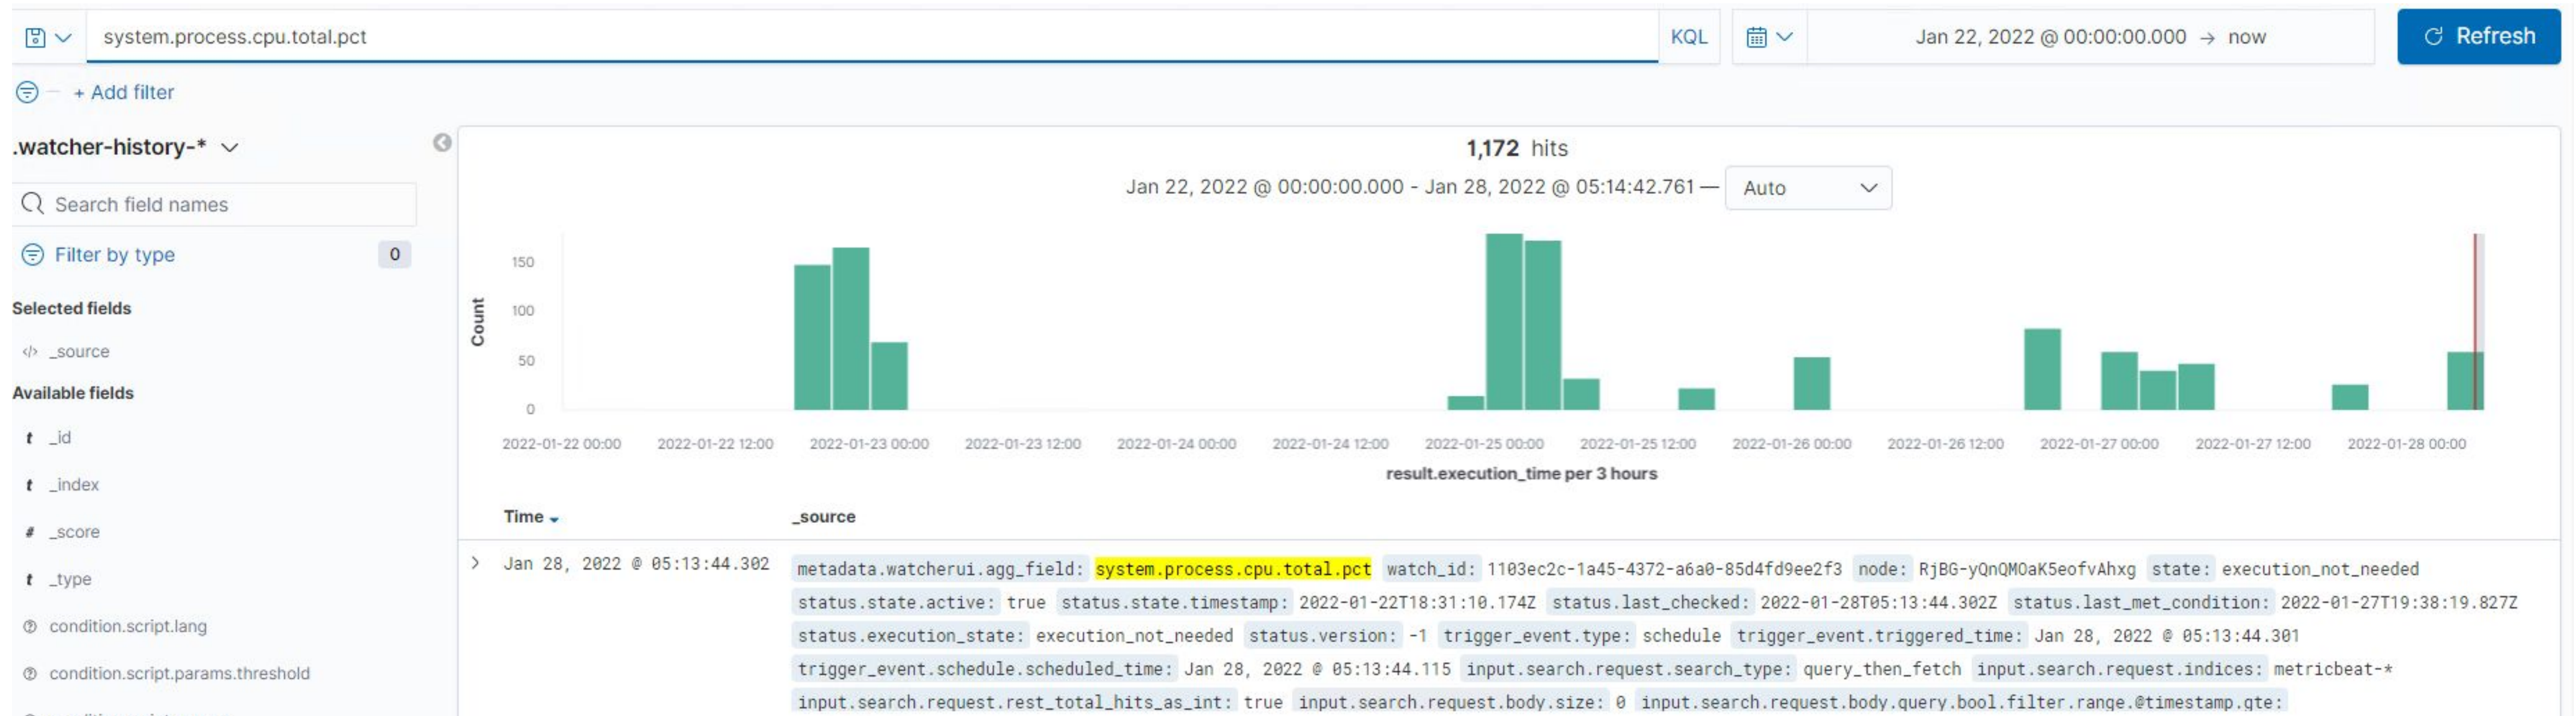 system.process.cpu.total.pct KQL Jan 22, 2022 @ 00:00:00.000 → now Refresh
+ Add filter
.watcher-history-*
Search field names
Filter by type 0
Selected fields
_source
Available fields
t _id
t _index
# _score
t _type
condition.script.lang
condition.script.params.threshold
1,172 hits
Jan 22, 2022 @ 00:00:00.000 - Jan 28, 2022 @ 05:14:42.761 — Auto
Count
150
100
50
0
2022-01-22 00:00 2022-01-22 12:00 2022-01-23 00:00 2022-01-23 12:00 2022-01-24 00:00 2022-01-24 12:00 2022-01-25 00:00 2022-01-25 12:00 2022-01-26 00:00 2022-01-26 12:00 2022-01-27 00:00 2022-01-27 12:00 2022-01-28 00:00
result.execution_time per 3 hours
Time _source
Jan 28, 2022 @ 05:13:44.302 metadata.watcherui.agg_field: system.process.cpu.total.pct watch_id: 1103ec2c-1a45-4372-a6a0-85d4fd9ee2f3 node: RjBG-yQnQMOaK5eofvAhxg state: execution_not_needed
status.state.active: true status.state.timestamp: 2022-01-22T18:31:10.174Z status.last_checked: 2022-01-28T05:13:44.302Z status.last_met_condition: 2022-01-27T19:38:19.827Z
status.execution_state: execution_not_needed status.version: -1 trigger_event.type: schedule trigger_event.triggered_time: Jan 28, 2022 @ 05:13:44.301
trigger_event.schedule.scheduled_time: Jan 28, 2022 @ 05:13:44.115 input.search.request.search_type: query_then_fetch input.search.request.indices: metricbeat-*
input.search.request.rest_total_hits_as_int: true input.search.request.body.size: 0 input.search.request.body.query.bool.filter.range.@timestamp.gte: